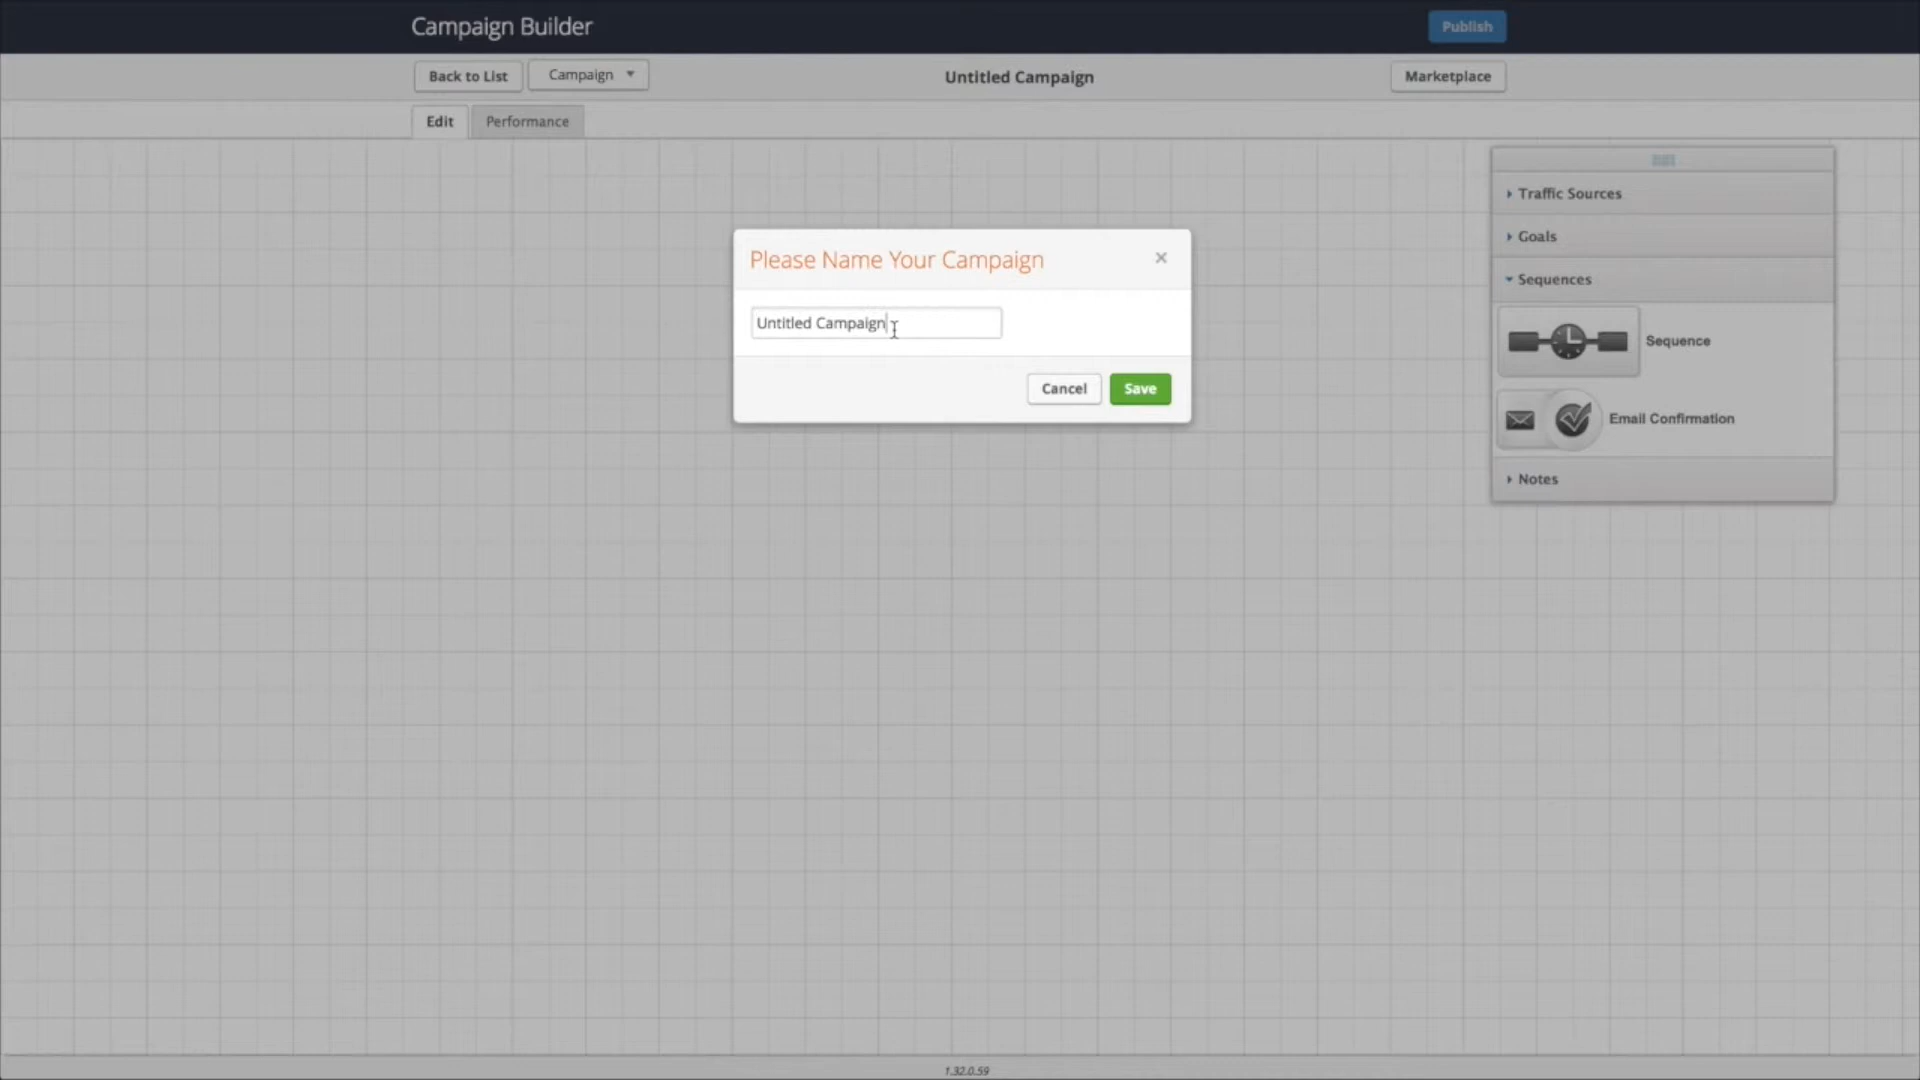 Campaign Builder
Publish
Back to List
Campaign
Untitled Campaign
Marketplace
Edit
Performance
Traffic Sources
Goals
Please Name Your Campaign
Sequences
Untitled Campaign
Sequence
Cancel
Save
Email Confirmation
Notes
1.32.0.59